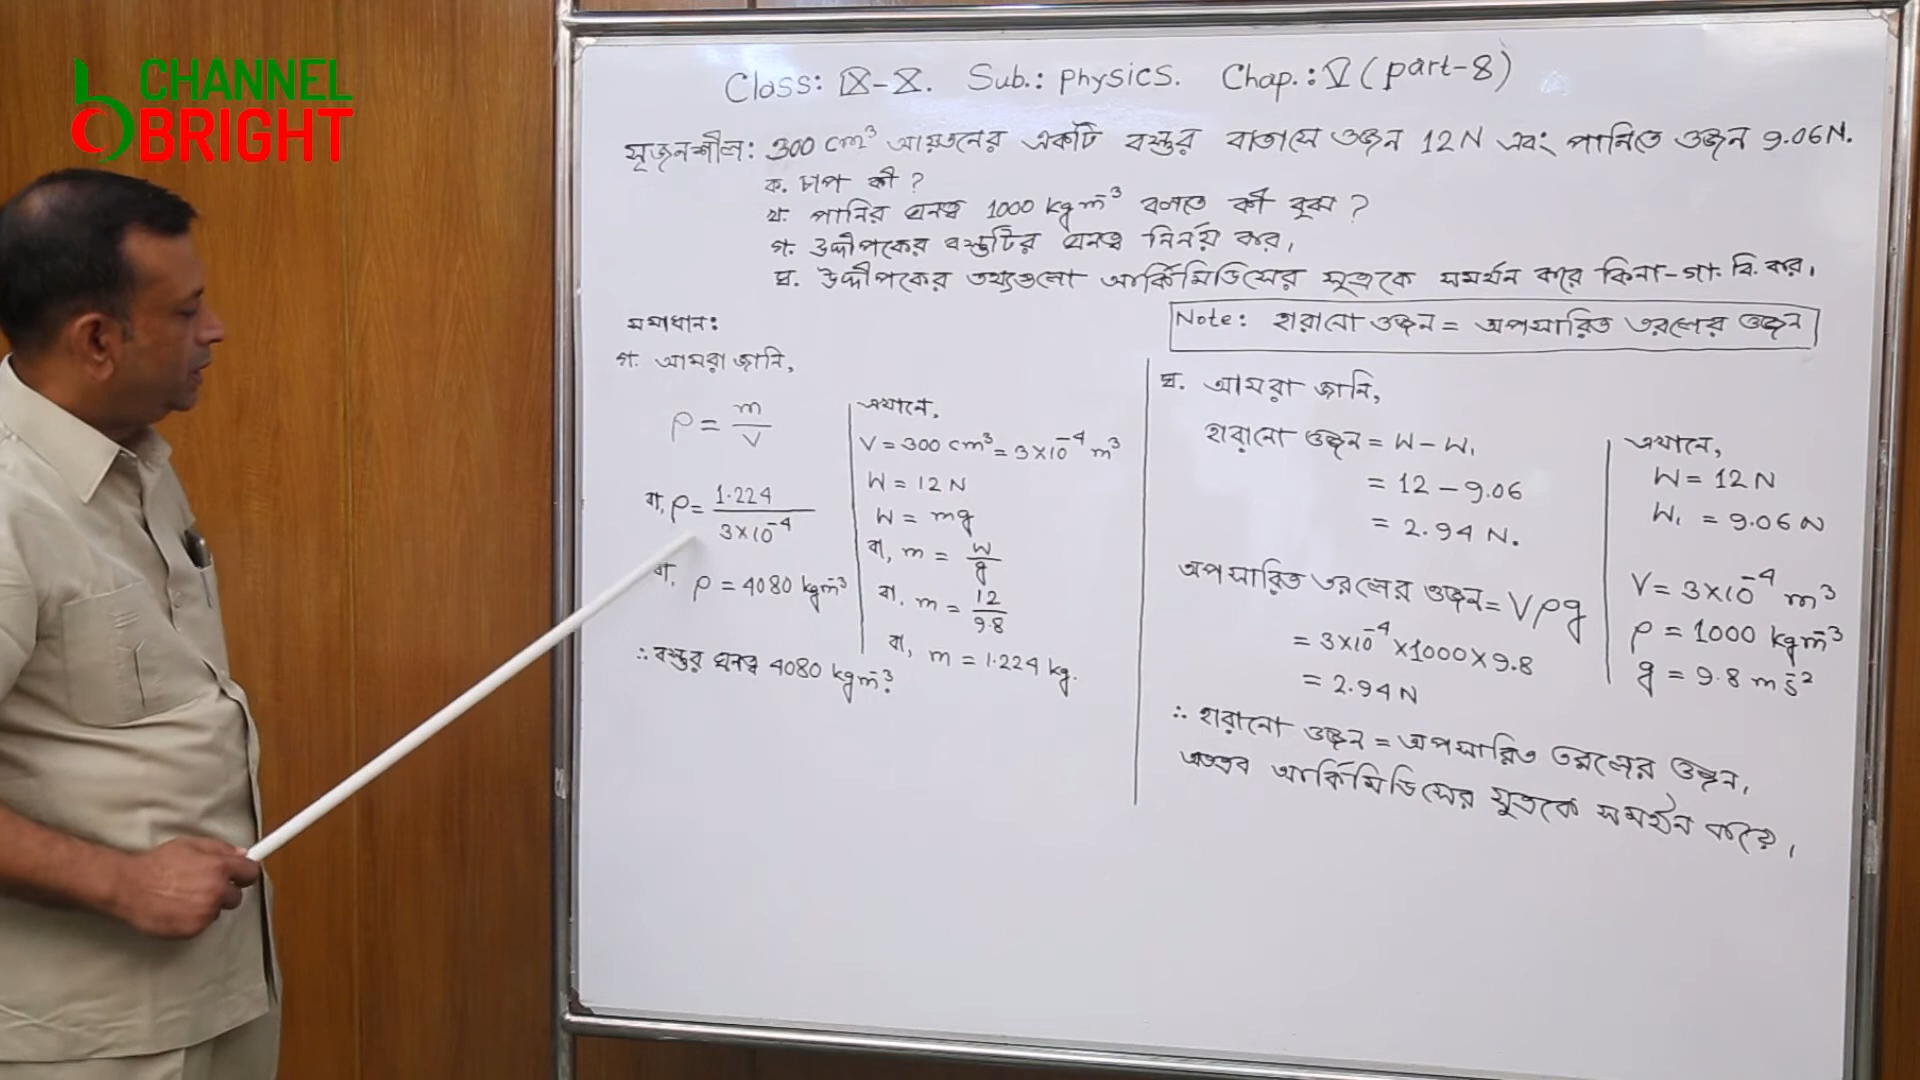 CHANNEL
BRIGHT
Class: IX-X. Sub.: physics. Chap.: V (part-8)
সৃজনশীল: 300 cm³ আয়তনের একটি বস্তুর বাতাসে ওজন 12 N এবং পানিতে ওজন 9.06 N.
ক. চাপ কী ?
খ. পানির ঘনত্ব 1000 kgm⁻³ বলতে কী বুঝ ?
গ. উদ্দীপকের বস্তুটির ঘনত্ব নির্নয় কর।
ঘ. উদ্দীপকের তথ্যগুলো আর্কিমিডিসের সূত্রকে সমর্থন করে কিনা-গা. বি. কর।
সমাধান:
Note: হারানো ওজন = অপসারিত তরলের ওজন
গ. আমরা জানি,
ρ = m/V
বা, ρ = 1.224/3×10⁻⁴
বা, ρ = 4080 kgm⁻³
∴ বস্তুর ঘনত্ব 4080 kgm⁻³.
এখানে,
V = 300 cm³ = 3×10⁻⁴ m³
W = 12 N
W = mg
বা, m = W/g
বা, m = 12/9.8
বা, m = 1.224 kg.
ঘ. আমরা জানি,
হারানো ওজন = W – W₁
= 12 – 9.06
= 2.94 N.
অপসারিত তরলের ওজন = Vρg
= 3×10⁻⁴×1000×9.8
= 2.94 N
এখানে,
W = 12 N
W₁ = 9.06 N
V = 3×10⁻⁴ m³
ρ = 1000 kgm⁻³
g = 9.8 ms⁻²
∴ হারানো ওজন = অপসারিত তরলের ওজন।
অতএব আর্কিমিডিসের সূত্রকে সমর্থন করে।